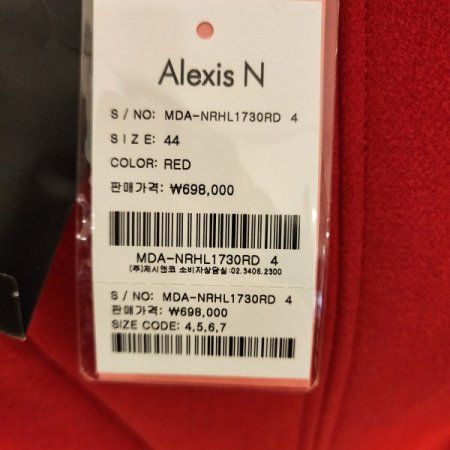 Alexis N
S / NO: MDA-NRHL1730RD 4
SIZE: 44
COLOR: RED
판매가격: ₩698,000
MDA-NRHL1730RD 4
(주)제시앤코 소비자상담실:02.3406.2300
S / NO: MDA-NRHL1730RD 4
판매가격: ₩698,000
SIZE CODE: 4,5,6,7